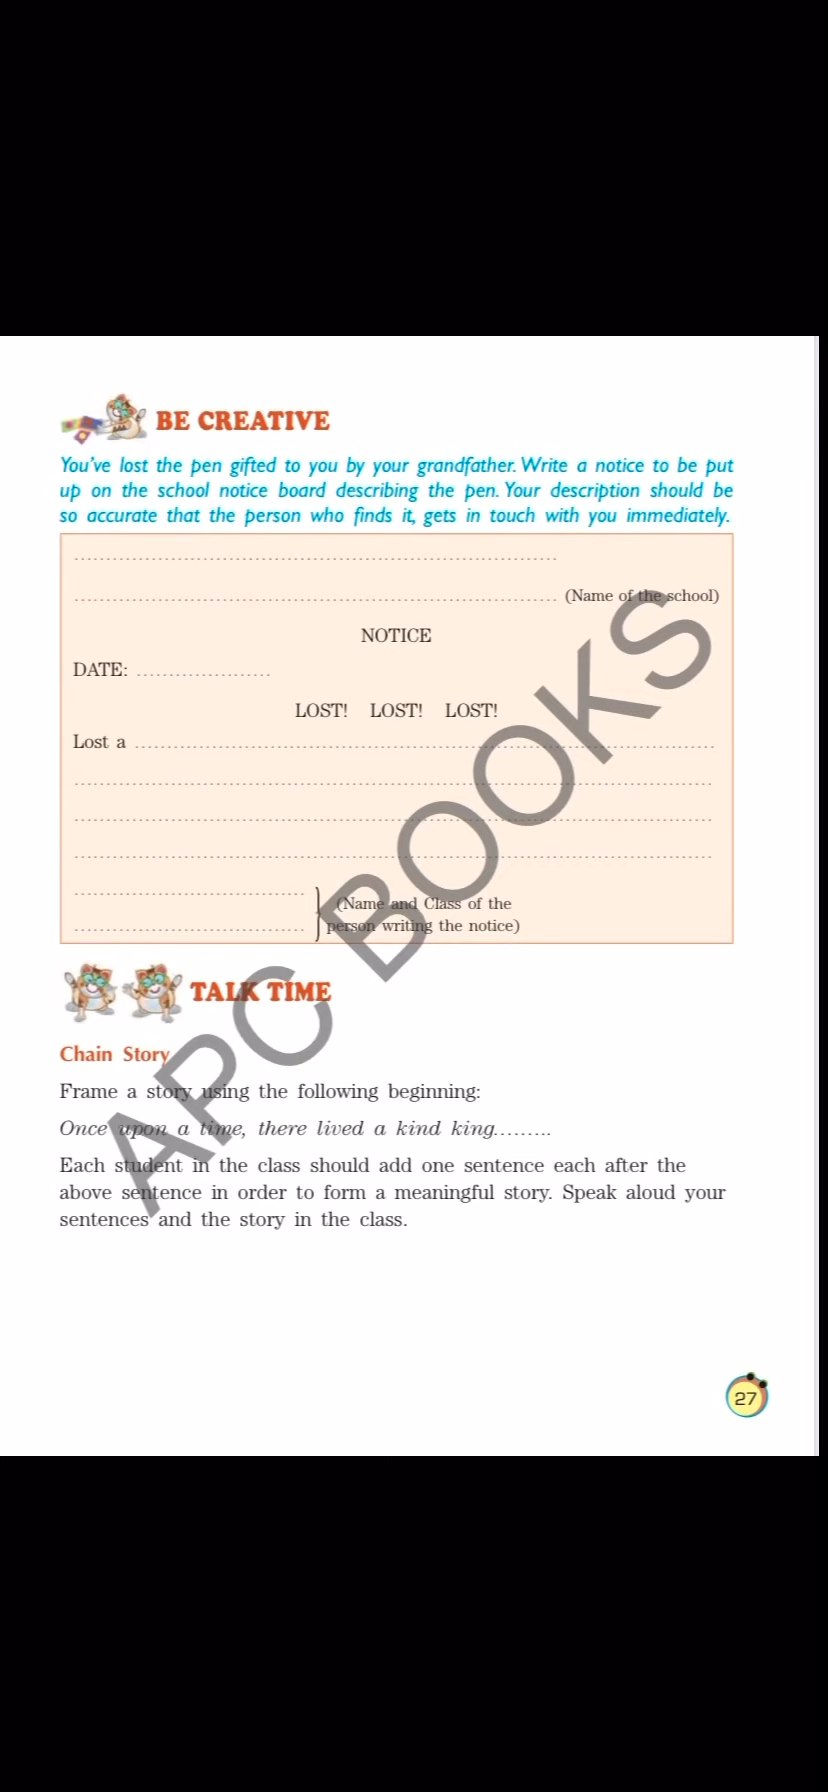 BE CREATIVE
You've lost the pen gifted to you by your grandfather. Write a notice to be put
up on the school notice board describing the pen. Your description should be
so accurate that the person who finds it, gets in touch with you immediately.
..........................................................................
.......................................................................... (Name of the school)
NOTICE
DATE: .....................
LOST! LOST! LOST!
Lost a ..........................................................................................
....................................................................................................
....................................................................................................
....................................................................................................
....................................
....................................
(Name and Class of the
person writing the notice)
TALK TIME
Chain Story
Frame a story using the following beginning:
Once upon a time, there lived a kind king.........
Each student in the class should add one sentence each after the
above sentence in order to form a meaningful story. Speak aloud your
sentences and the story in the class.
27
APC BOOKS